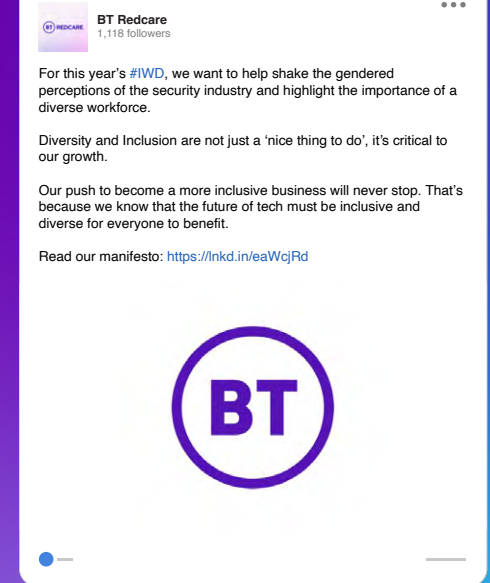 BT REDCARE
BT Redcare
1,118 followers
For this year's #IWD, we want to help shake the gendered
perceptions of the security industry and highlight the importance of a
diverse workforce.
Diversity and Inclusion are not just a ‘nice thing to do’, it's critical to
our growth.
Our push to become a more inclusive business will never stop. That's
because we know that the future of tech must be inclusive and
diverse for everyone to benefit.
Read our manifesto: https://lnkd.in/eaWcjRd
BT